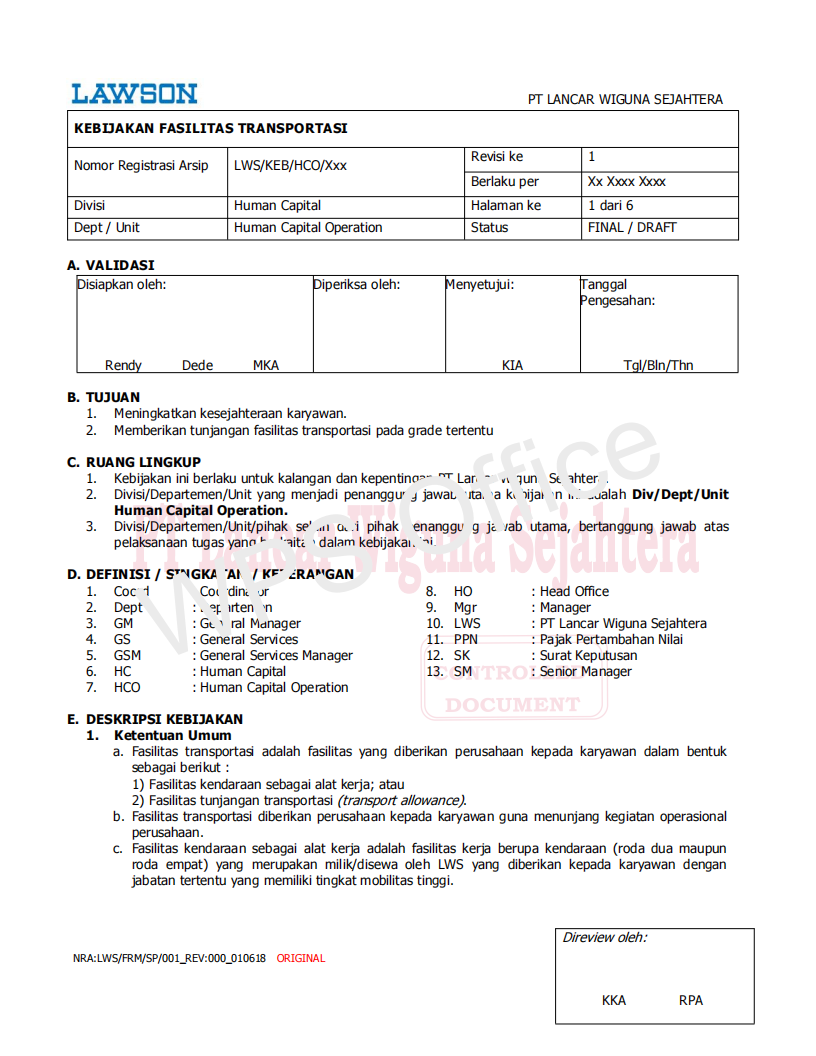 LAWSON
PT LANCAR WIGUNA SEJAHTERA
KEBIJAKAN FASILITAS TRANSPORTASI
Nomor Registrasi Arsip LWS/KEB/HCO/Xxx Revisi ke 1
Berlaku per Xx Xxxx Xxxx
Divisi Human Capital Halaman ke 1 dari 6
Dept / Unit Human Capital Operation Status FINAL / DRAFT
A. VALIDASI
Disiapkan oleh: Diperiksa oleh: Menyetujui: Tanggal
Pengesahan:
Rendy Dede MKA KIA Tgl/Bln/Thn
B. TUJUAN
1. Meningkatkan kesejahteraan karyawan.
2. Memberikan tunjangan fasilitas transportasi pada grade tertentu
C. RUANG LINGKUP
1. Kebijakan ini berlaku untuk kalangan dan kepentingan PT Lancar Wiguna Sejahtera.
2. Divisi/Departemen/Unit yang menjadi penanggung jawab utama kebijakan ini adalah Div/Dept/Unit
Human Capital Operation.
3. Divisi/Departemen/Unit/pihak selain dari pihak penanggung jawab utama, bertanggung jawab atas
pelaksanaan tugas yang berkaitan dalam kebijakan ini.
PT Lancar Wiguna Sejahtera
WPS Office
D. DEFINISI / SINGKATAN / KETERANGAN
1. Coord : Coordinator
2. Dept : Departemen
3. GM : General Manager
4. GS : General Services
5. GSM : General Services Manager
6. HC : Human Capital
7. HCO : Human Capital Operation
8. HO : Head Office
9. Mgr : Manager
10. LWS : PT Lancar Wiguna Sejahtera
11. PPN : Pajak Pertambahan Nilai
12. SK : Surat Keputusan
13. SM : Senior Manager
CONTROLLED
DOCUMENT
E. DESKRIPSI KEBIJAKAN
1. Ketentuan Umum
a. Fasilitas transportasi adalah fasilitas yang diberikan perusahaan kepada karyawan dalam bentuk
sebagai berikut :
1) Fasilitas kendaraan sebagai alat kerja; atau
2) Fasilitas tunjangan transportasi (transport allowance).
b. Fasilitas transportasi diberikan perusahaan kepada karyawan guna menunjang kegiatan operasional
perusahaan.
c. Fasilitas kendaraan sebagai alat kerja adalah fasilitas kerja berupa kendaraan (roda dua maupun
roda empat) yang merupakan milik/disewa oleh LWS yang diberikan kepada karyawan dengan
jabatan tertentu yang memiliki tingkat mobilitas tinggi.
Direview oleh:
NRA:LWS/FRM/SP/001_REV:000_010618 ORIGINAL
KKA RPA